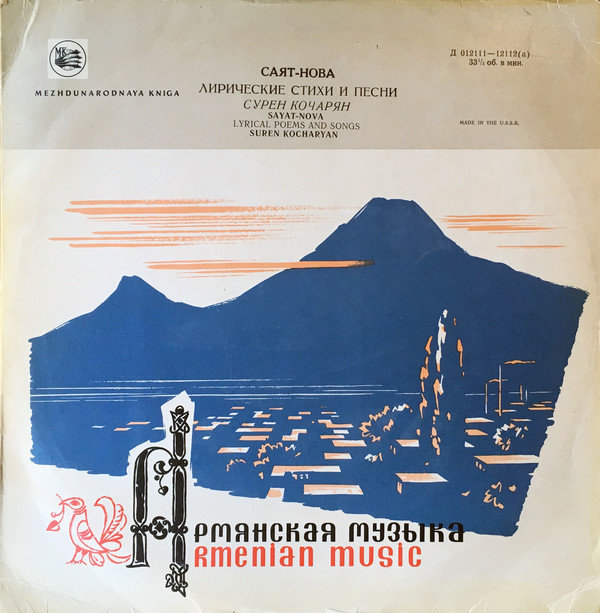 МК
MEZHDUNARODNAYA KNIGA
САЯТ-НОВА
ЛИРИЧЕСКИЕ СТИХИ И ПЕСНИ
СУРЕН КОЧАРЯН
SAYAT-NOVA
LYRICAL POEMS AND SONGS
SUREN KOCHARYAN
Д 012111—12112(а)
33⅓ об. в мин.
MADE IN THE U.S.S.R.
Армянская музыка
Armenian music